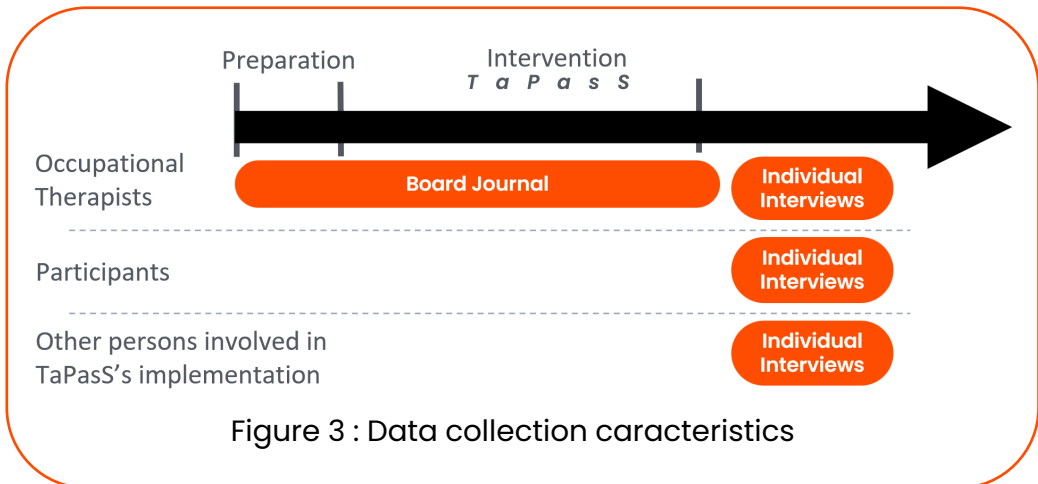 Preparation
Intervention
T a P a s S
Occupational
Therapists
Board Journal
Individual
Interviews
Participants
Individual
Interviews
Other persons involved in
TaPasS’s implementation
Individual
Interviews
Figure 3 : Data collection caracteristics